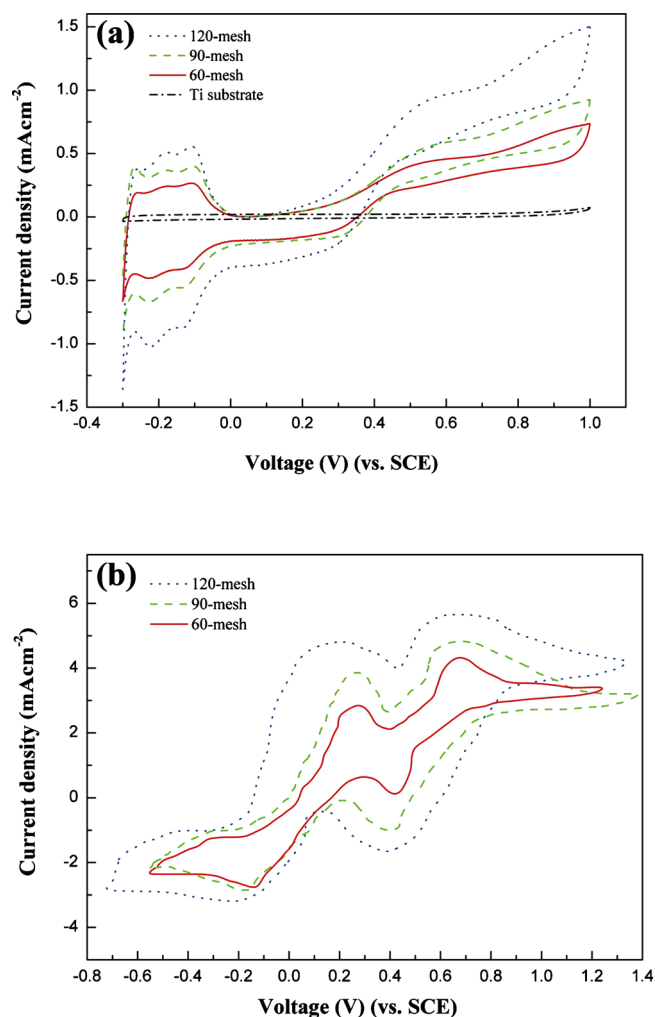 (a)
120-mesh
90-mesh
60-mesh
Ti substrate
1.5
1.0
0.5
0.0
-0.5
-1.0
-1.5
Current density (mAcm-2)
-0.4 -0.2 0.0 0.2 0.4 0.6 0.8 1.0
Voltage (V) (vs. SCE)
(b)
120-mesh
90-mesh
60-mesh
6
4
2
0
-2
-4
Current density (mAcm-2)
-0.8 -0.6 -0.4 -0.2 0.0 0.2 0.4 0.6 0.8 1.0 1.2 1.4
Voltage (V) (vs. SCE)